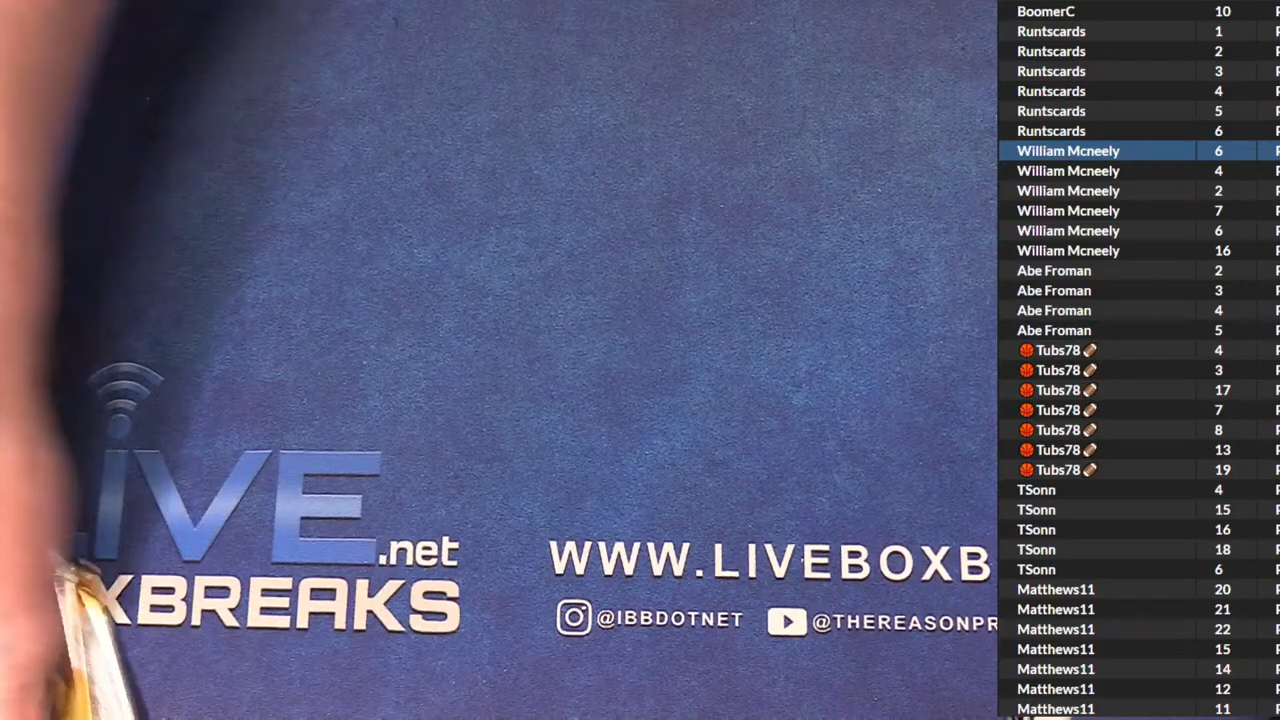 BoomerC 10
Runtscards 1
Runtscards 2
Runtscards 3
Runtscards 4
Runtscards 5
Runtscards 6
William Mcneely 6
William Mcneely 4
William Mcneely 2
William Mcneely 7
William Mcneely 6
William Mcneely 16
Abe Froman 2
Abe Froman 3
Abe Froman 4
Abe Froman 5
Tubs78 4
Tubs78 3
Tubs78 17
Tubs78 7
Tubs78 8
Tubs78 13
Tubs78 19
TSonn 4
TSonn 15
TSonn 16
TSonn 18
TSonn 6
Matthews11 20
Matthews11 21
Matthews11 22
Matthews11 15
Matthews11 14
Matthews11 12
Matthews11 11
LIVE.net
XBREAKS
WWW.LIVEBOXB
@IBBDOTNET @THEREASONPR